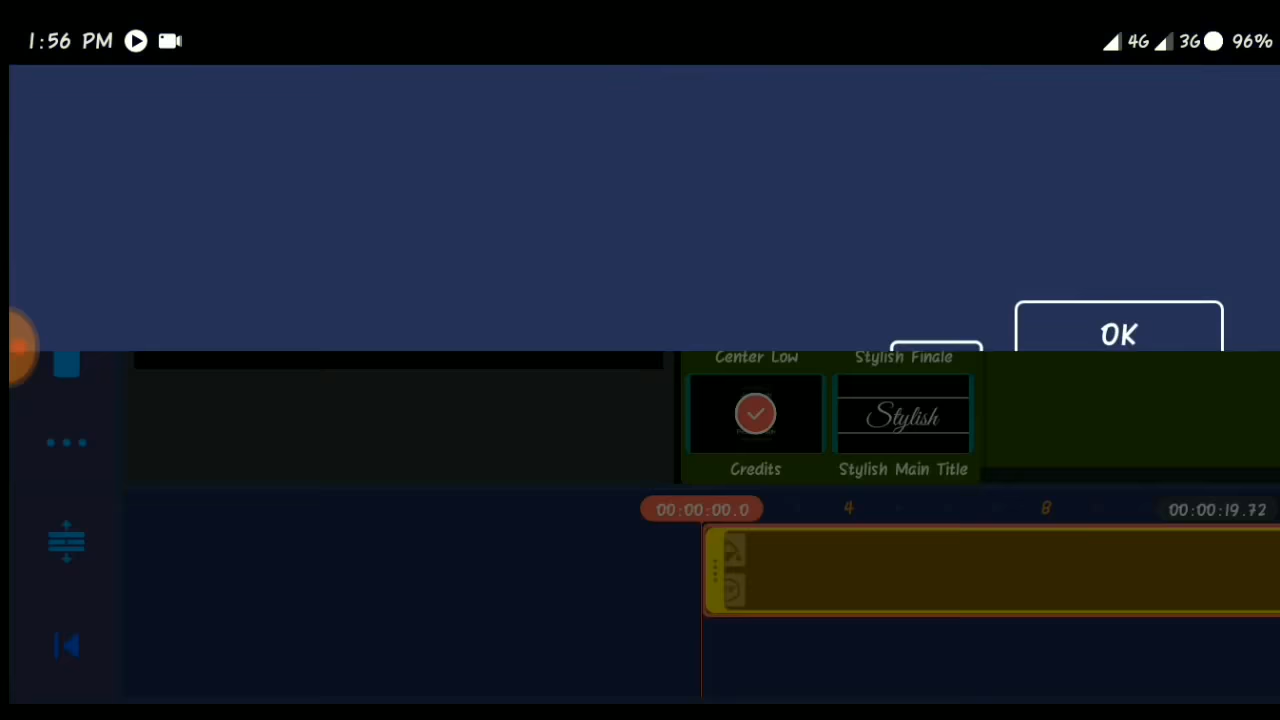 1:56 PM
4G 3G 96%
OK
Center Low Stylish Finale
Stylish
Credits Stylish Main Title
00:00:00.0 4 8 00:00:19.72